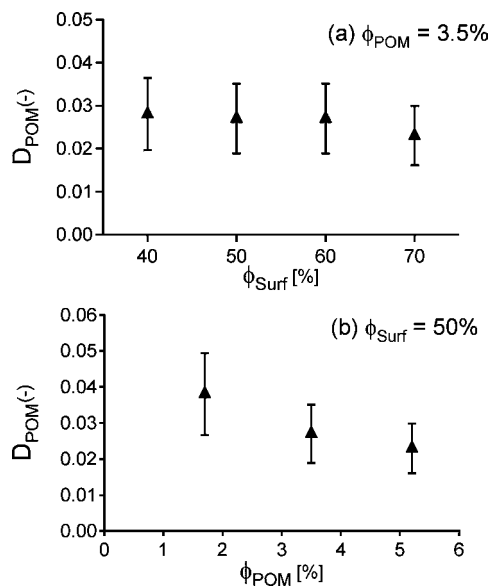 (a) ϕPOM = 3.5%
0.05
0.04
0.03
0.02
0.01
0.00
DPOM(-)
40 50 60 70
ϕSurf [%]
(b) ϕSurf = 50%
0.06
0.05
0.04
0.03
0.02
0.01
0.00
DPOM(-)
0 1 2 3 4 5 6
ϕPOM [%]